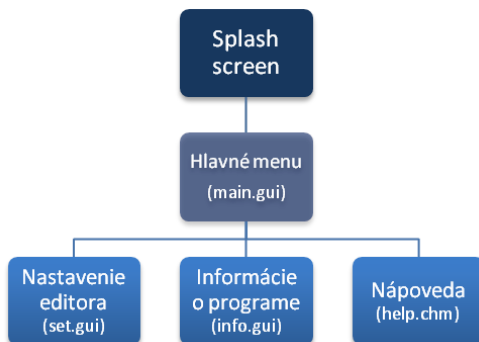 Splash
screen
Hlavné menu
(main.gui)
Nastavenie
editora
(set.gui)
Informácie
o programe
(info.gui)
Nápoveda
(help.chm)